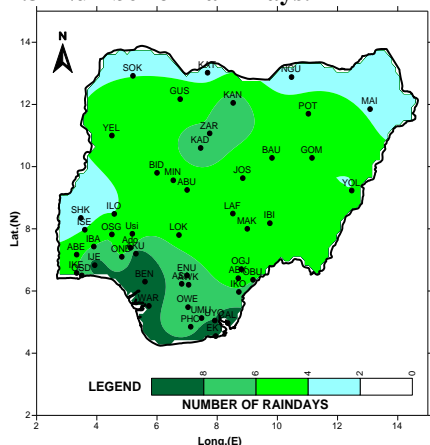 14
12
10
8
6
4
2
Lat.(N)
N
SOK
KAT
NGU
GUS
KAN
MAI
POT
YEL
ZAR
KAD
BAU
GOM
BID
MIN
ABU
JOS
YOL
SHK
ILO
LAF
IBI
ISE
OSG
Usi
MAK
LOK
IBA
ABE
IJE
IKE
BEN
ENU
OGJ
OBU
IKO
WAR
OWE
UMU
PHC
LEGEND
8
6
4
2
0
NUMBER OF RAINDAYS
2
4
6
8
10
12
14
Long.(E)